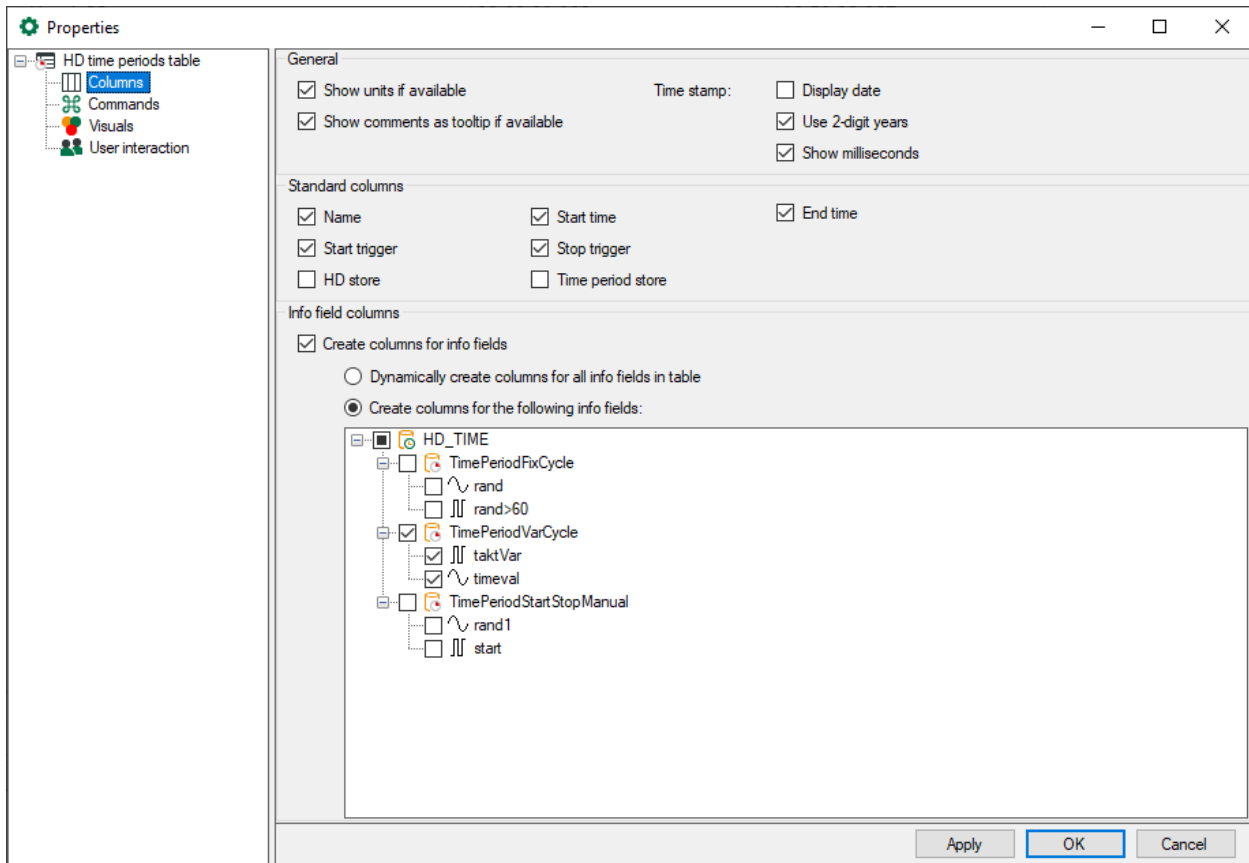 Properties
HD time periods table
Columns
Commands
Visuals
User interaction
General
Show units if available
Time stamp:
Display date
Show comments as tooltip if available
Use 2-digit years
Show milliseconds
Standard columns
Name
Start time
End time
Start trigger
Stop trigger
HD store
Time period store
Info field columns
Create columns for info fields
Dynamically create columns for all info fields in table
Create columns for the following info fields:
HD_TIME
TimePeriodFixCycle
rand
rand>60
TimePeriodVarCycle
taktVar
timeval
TimePeriodStartStopManual
rand1
start
Apply
OK
Cancel